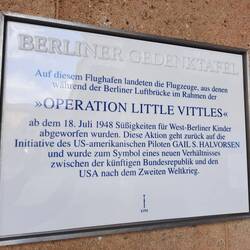 BERLINER GEDENKTAFEL
Auf diesem Flughafen landeten die Flugzeuge, aus denen
während der Berliner Luftbrücke im Rahmen der
»OPERATION LITTLE VITTLES«
ab dem 18. Juli 1948 Süßigkeiten für West-Berliner Kinder
abgeworfen wurden. Diese Aktion geht zurück auf die
Initiative des US-amerikanischen Piloten GAIL S. HALVORSEN
und wurde zum Symbol eines neuen Verhältnisses
zwischen der künftigen Bundesrepublik und den
USA nach dem Zweiten Weltkrieg.
KPM